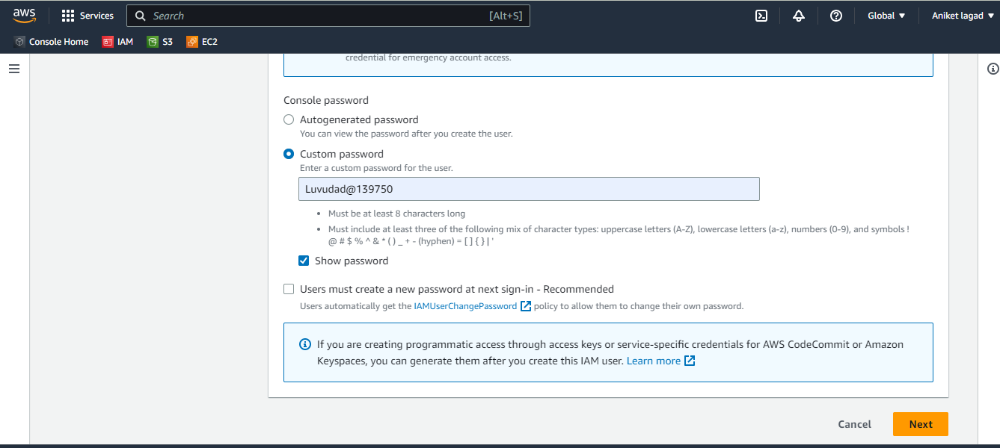 aws
Services
Search
[Alt+S]
Global
Aniket lagad
Console Home
IAM
S3
EC2
credential for emergency account access.
Console password
Autogenerated password
You can view the password after you create the user.
Custom password
Enter a custom password for the user.
Luvudad@139750
• Must be at least 8 characters long
• Must include at least three of the following mix of character types: uppercase letters (A-Z), lowercase letters (a-z), numbers (0-9), and symbols !
@ # $ % ^ & * ( ) _ + - (hyphen) = [ ] { } | '
Show password
Users must create a new password at next sign-in - Recommended
Users automatically get the IAMUserChangePassword policy to allow them to change their own password.
If you are creating programmatic access through access keys or service-specific credentials for AWS CodeCommit or Amazon
Keyspaces, you can generate them after you create this IAM user. Learn more
Cancel
Next